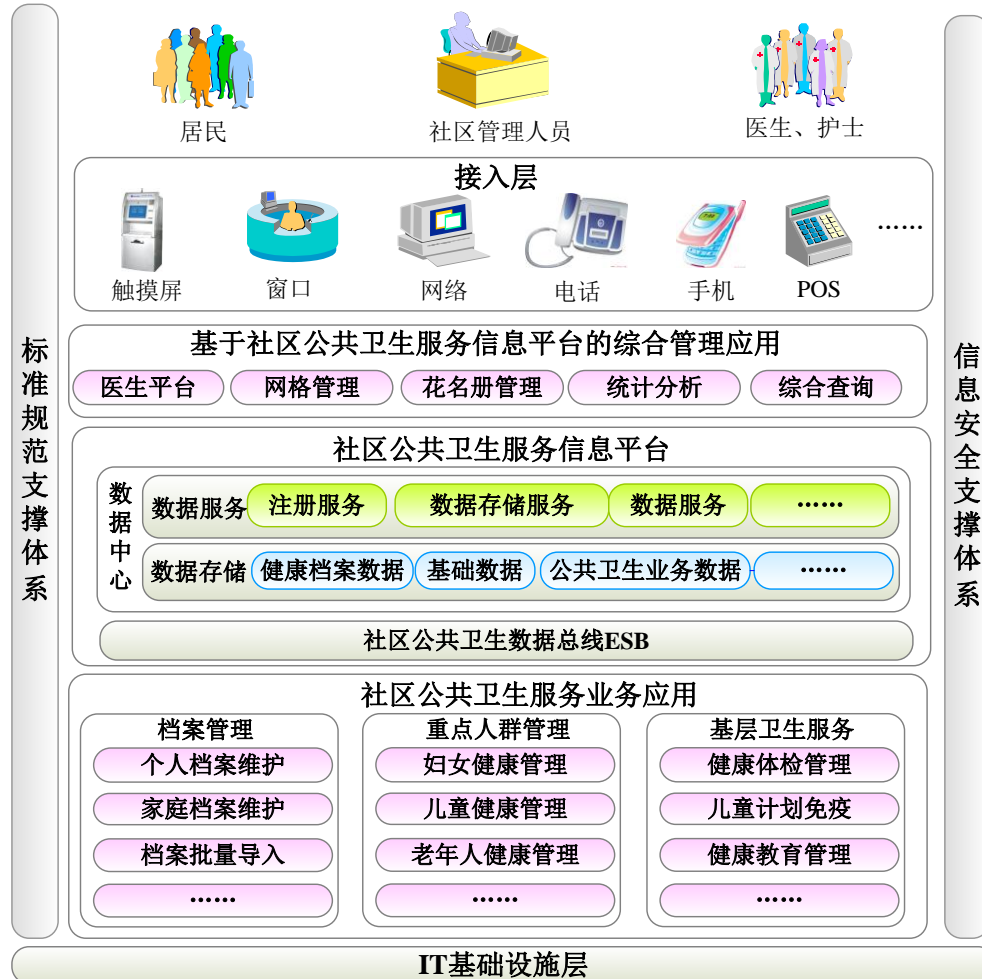 居民
社区管理人员
医生、护士
接入层
触摸屏
窗口
网络
电话
手机
POS
……
标准规范支撑体系
信息安全支撑体系
基于社区公共卫生服务信息平台的综合管理应用
医生平台
网格管理
花名册管理
统计分析
综合查询
社区公共卫生服务信息平台
数据中心
数据服务
注册服务
数据存储服务
数据服务
……
数据存储
健康档案数据
基础数据
公共卫生业务数据
……
社区公共卫生数据总线ESB
社区公共卫生服务业务应用
档案管理
个人档案维护
家庭档案维护
档案批量导入
……
重点人群管理
妇女健康管理
儿童健康管理
老年人健康管理
……
基层卫生服务
健康体检管理
儿童计划免疫
健康教育管理
……
IT基础设施层